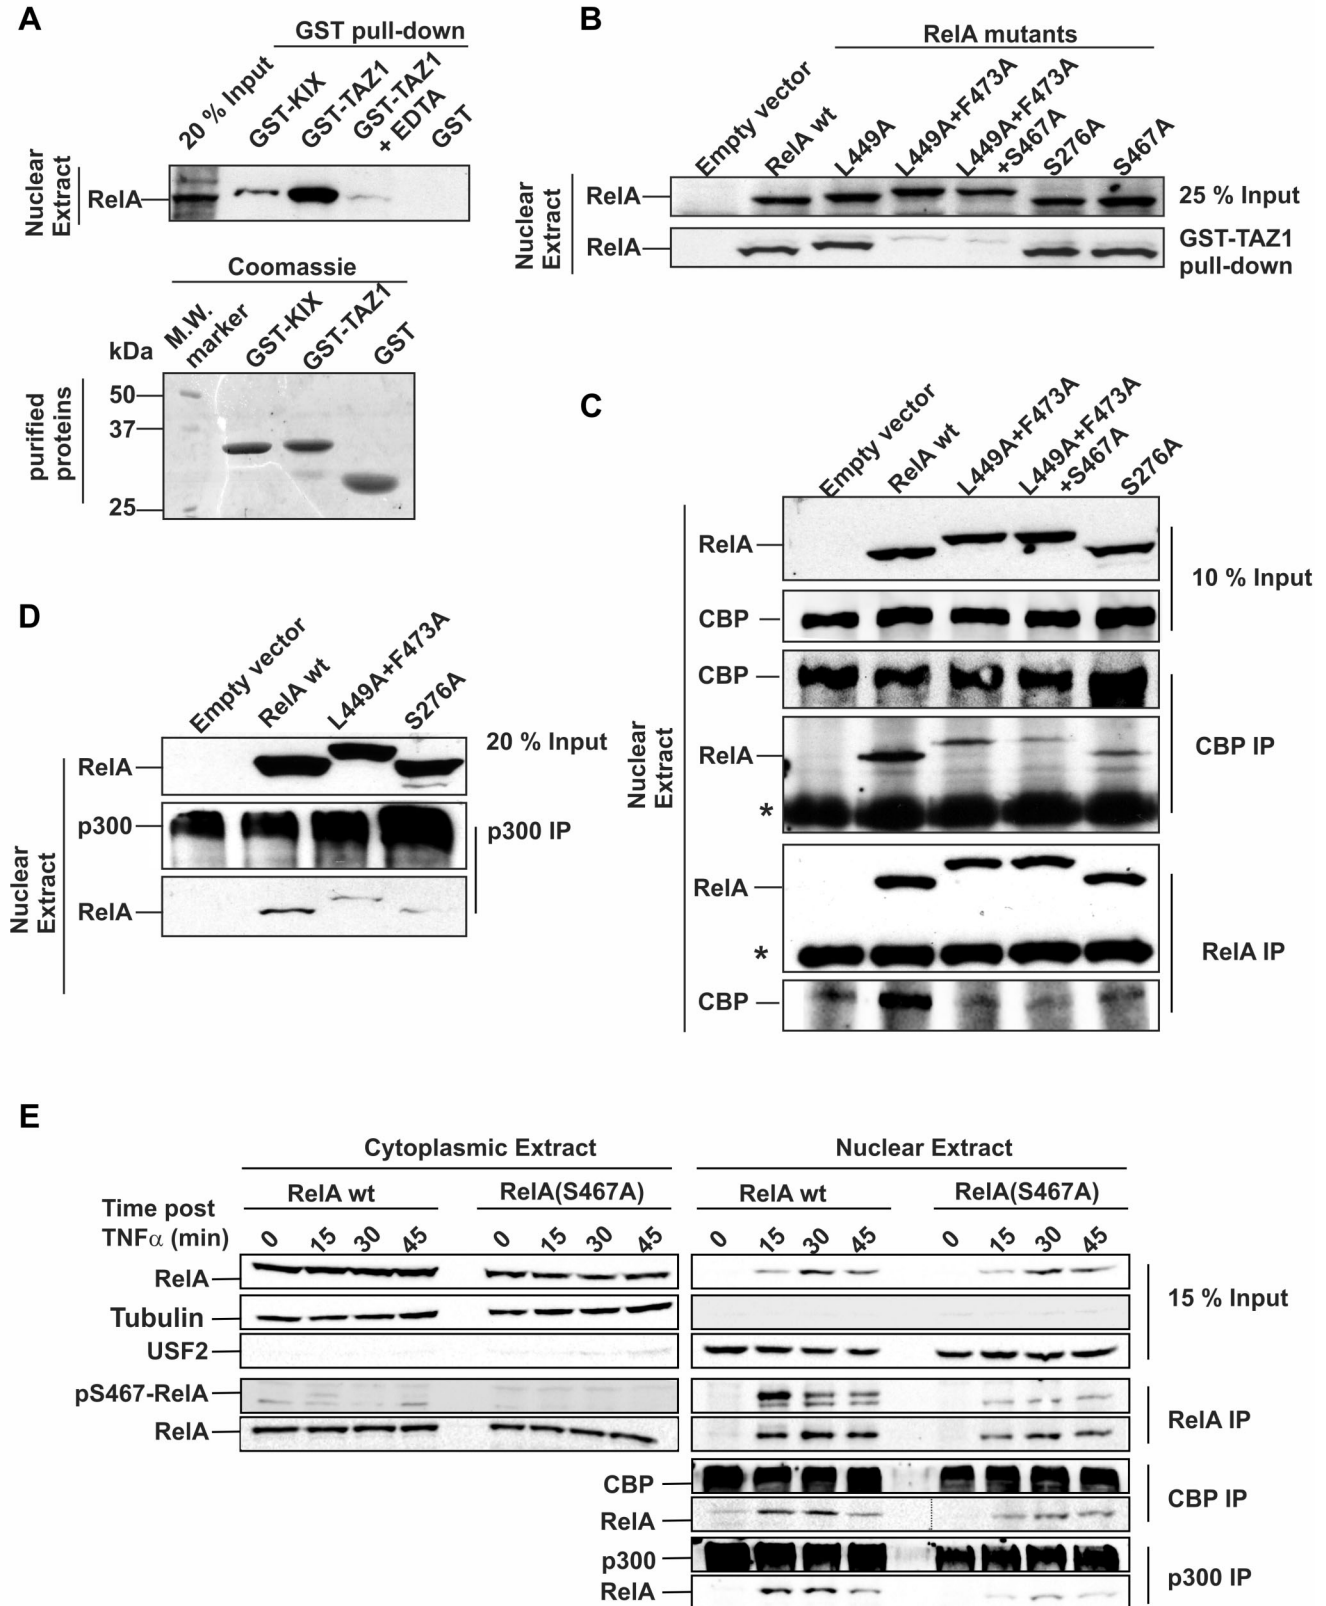 A
GST pull-down
20 % Input
GST-KIX
GST-TAZ1
GST-TAZ1
+ EDTA
GST
Nuclear
Extract
RelA
Coomassie
M.W.
marker
GST-KIX
GST-TAZ1
GST
kDa
50
37
25
purified
proteins
B
RelA mutants
Empty vector
RelA wt
L449A
L449A+F473A
L449A+F473A
+S467A
S276A
S467A
Nuclear
Extract
RelA
25 % Input
RelA
GST-TAZ1
pull-down
C
Empty vector
RelA wt
L449A+F473A
L449A+F473A
+S467A
S276A
Nuclear
Extract
RelA
10 % Input
CBP
CBP
CBP IP
RelA
*
RelA
RelA IP
*
CBP
D
Empty vector
RelA wt
L449A+F473A
S276A
Nuclear
Extract
RelA
20 % Input
p300
p300 IP
RelA
E
Cytoplasmic Extract
Nuclear Extract
RelA wt
RelA(S467A)
RelA wt
RelA(S467A)
Time post
TNFα (min)
0 15 30 45 0 15 30 45 0 15 30 45 0 15 30 45
RelA
Tubulin
15 % Input
USF2
pS467-RelA
RelA IP
RelA
CBP
CBP IP
RelA
p300
p300 IP
RelA